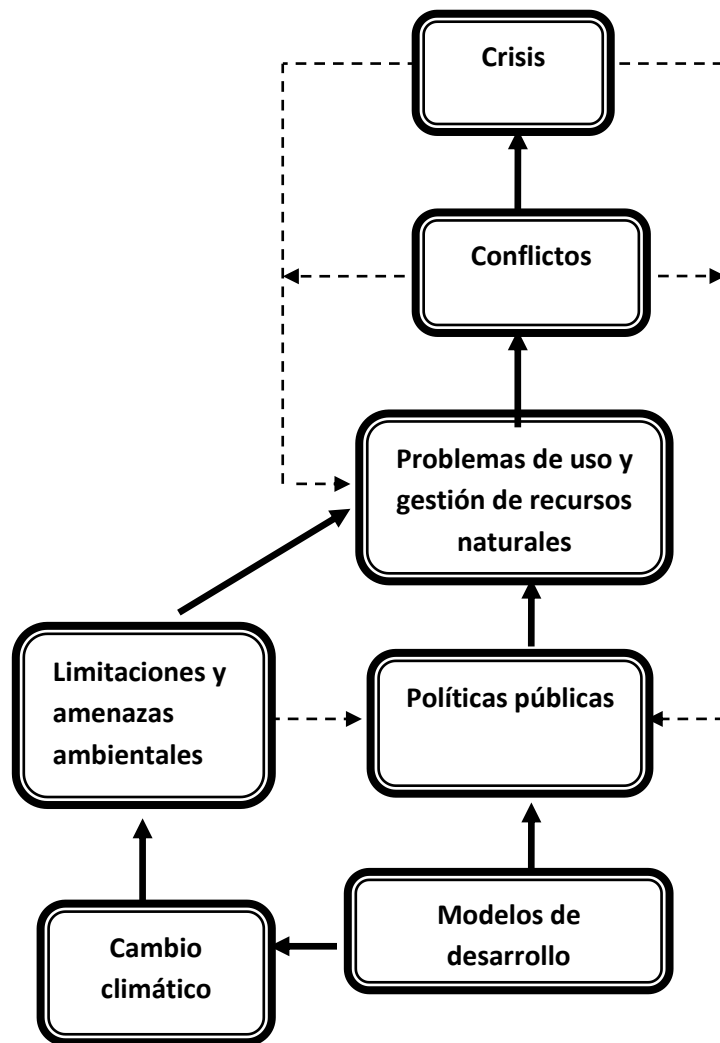 Crisis
Conflictos
Problemas de uso y
gestión de recursos
naturales
Limitaciones y
amenazas
ambientales
Políticas públicas
Modelos de
desarrollo
Cambio
climático